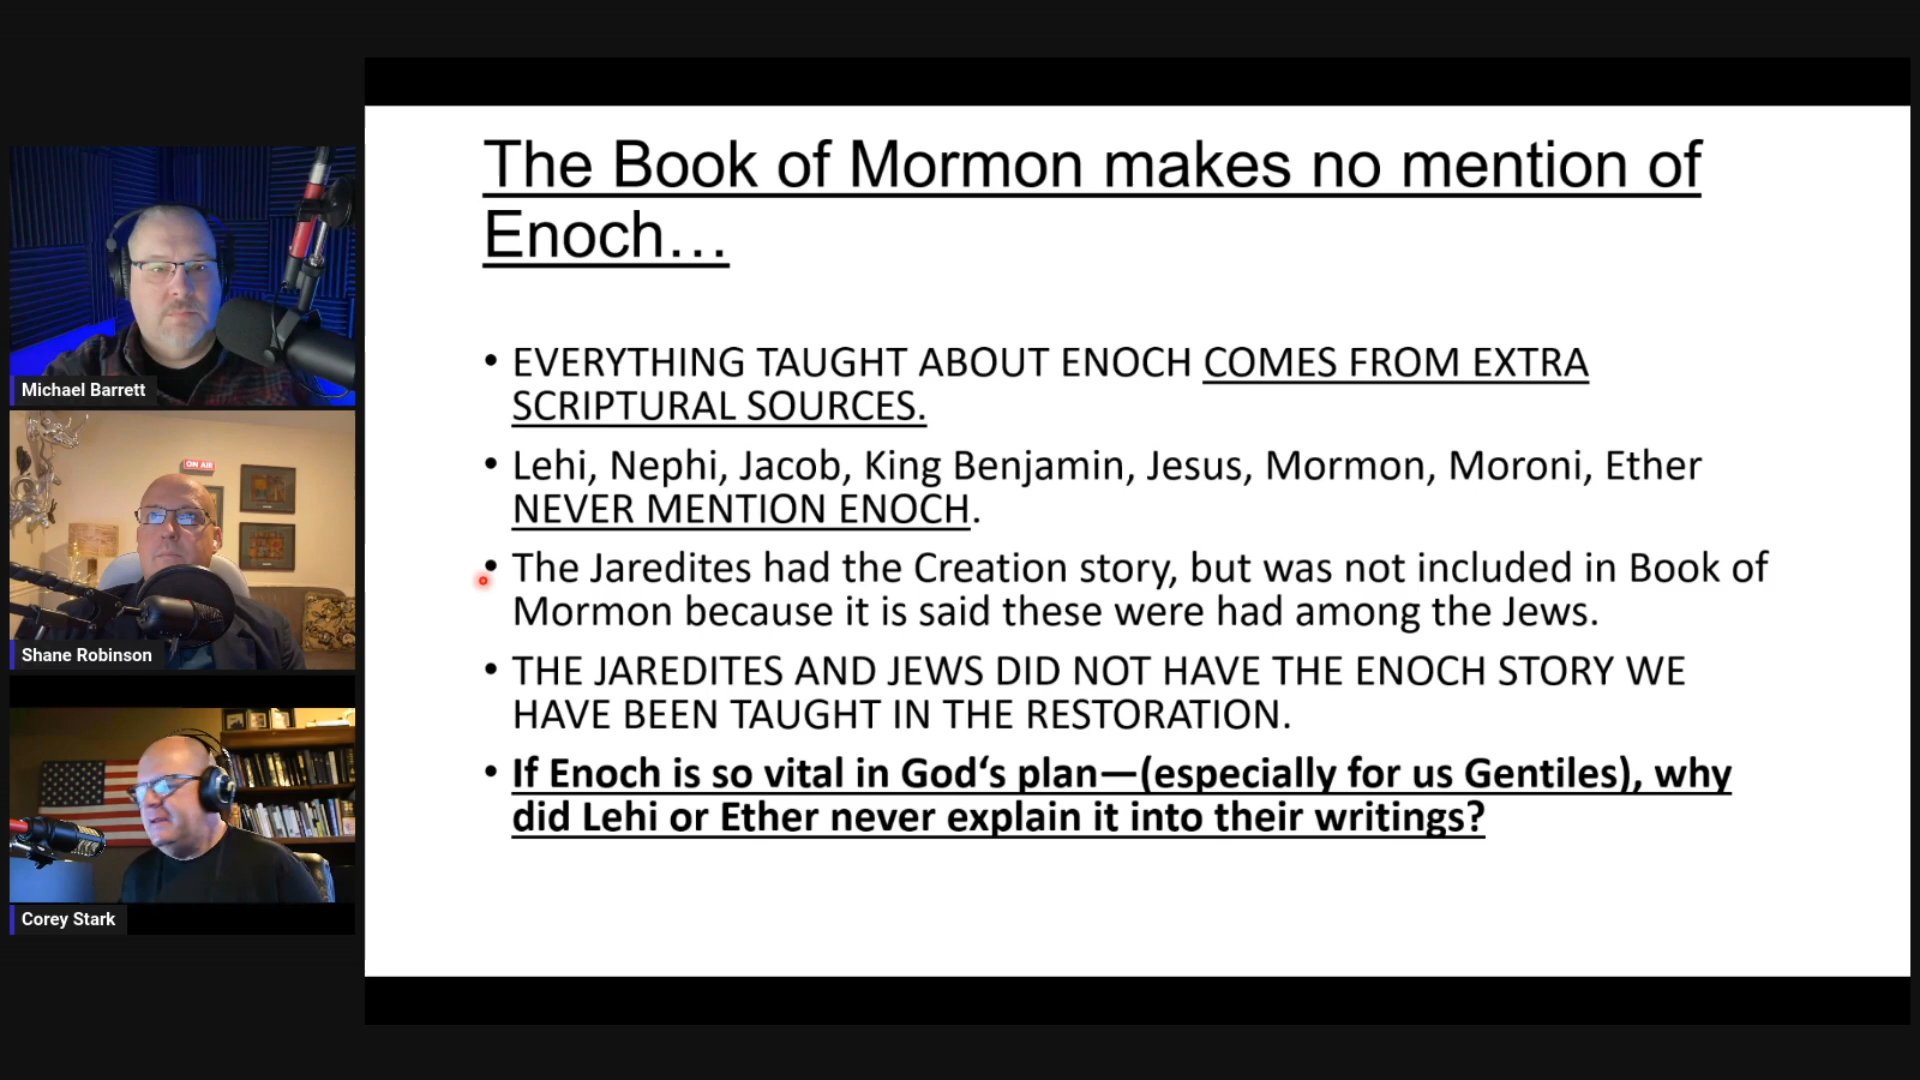 The Book of Mormon makes no mention of
Enoch…
• EVERYTHING TAUGHT ABOUT ENOCH COMES FROM EXTRA
SCRIPTURAL SOURCES.
• Lehi, Nephi, Jacob, King Benjamin, Jesus, Mormon, Moroni, Ether
NEVER MENTION ENOCH.
• The Jaredites had the Creation story, but was not included in Book of
Mormon because it is said these were had among the Jews.
• THE JAREDITES AND JEWS DID NOT HAVE THE ENOCH STORY WE
HAVE BEEN TAUGHT IN THE RESTORATION.
• If Enoch is so vital in God‘s plan—(especially for us Gentiles), why
did Lehi or Ether never explain it into their writings?
Michael Barrett
ON AIR
Shane Robinson
Corey Stark